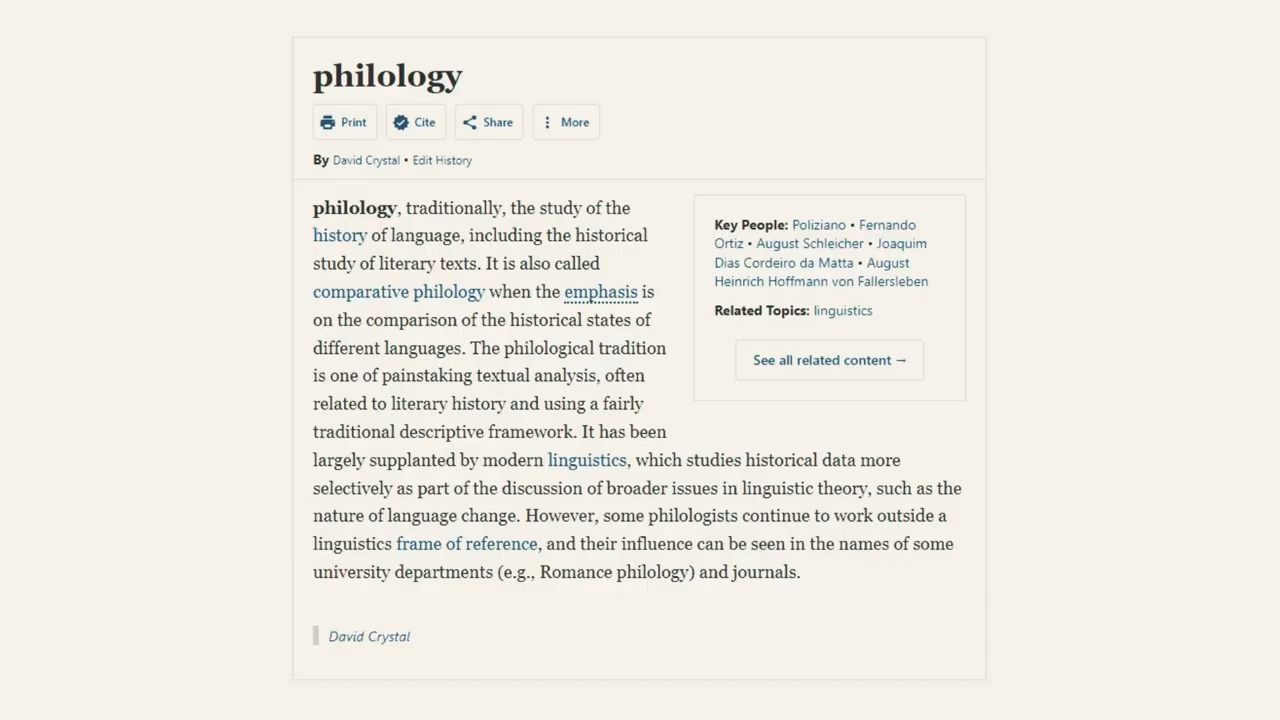 philology
Print Cite Share More
By David Crystal • Edit History
philology, traditionally, the study of the
history of language, including the historical
study of literary texts. It is also called
comparative philology when the emphasis is
on the comparison of the historical states of
different languages. The philological tradition
is one of painstaking textual analysis, often
related to literary history and using a fairly
traditional descriptive framework. It has been
largely supplanted by modern linguistics, which studies historical data more
selectively as part of the discussion of broader issues in linguistic theory, such as the
nature of language change. However, some philologists continue to work outside a
linguistics frame of reference, and their influence can be seen in the names of some
university departments (e.g., Romance philology) and journals.
Key People: Poliziano • Fernando
Ortiz • August Schleicher • Joaquim
Dias Cordeiro da Matta • August
Heinrich Hoffmann von Fallersleben
Related Topics: linguistics
See all related content →
David Crystal